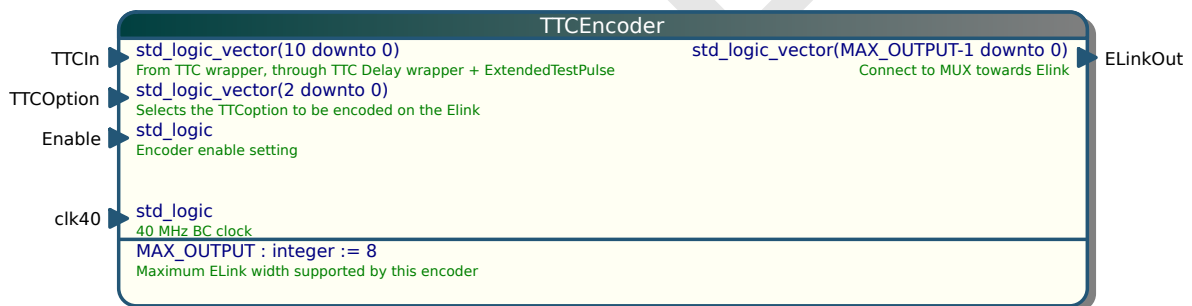 TTCEncoder
TTCIn
std_logic_vector(10 downto 0)
From TTC wrapper, through TTC Delay wrapper + ExtendedTestPulse
std_logic_vector(MAX_OUTPUT-1 downto 0)
Connect to MUX towards Elink
ELinkOut
TTCOption
std_logic_vector(2 downto 0)
Selects the TTCoption to be encoded on the Elink
Enable
std_logic
Encoder enable setting
clk40
std_logic
40 MHz BC clock
MAX_OUTPUT : integer := 8
Maximum ELink width supported by this encoder